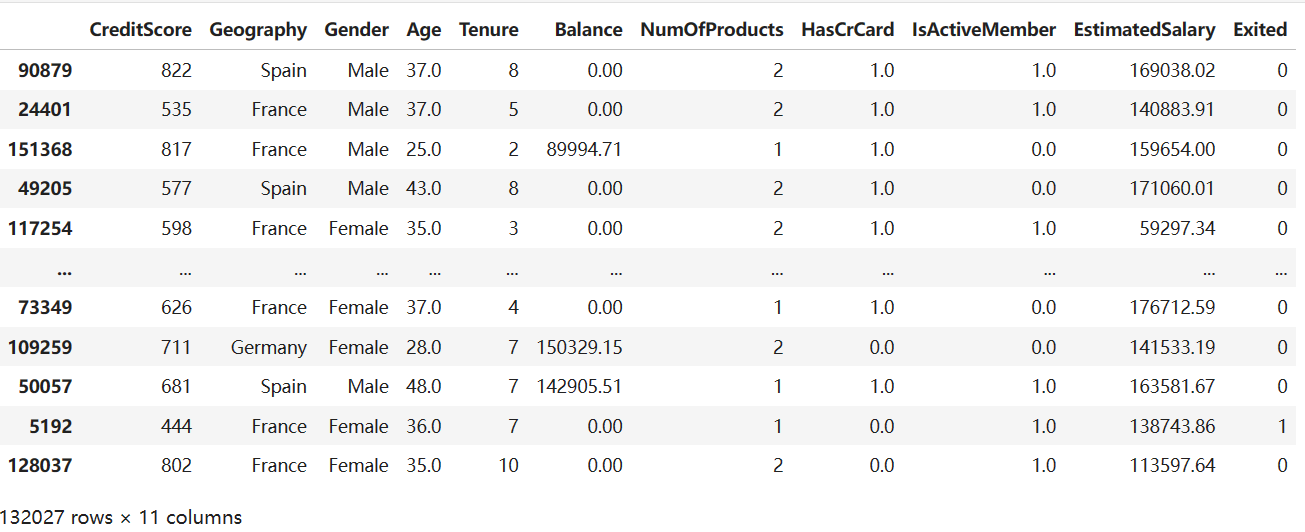 CreditScore Geography Gender Age Tenure Balance NumOfProducts HasCrCard IsActiveMember EstimatedSalary Exited
90879 822 Spain Male 37.0 8 0.00 2 1.0 1.0 169038.02 0
24401 535 France Male 37.0 5 0.00 2 1.0 1.0 140883.91 0
151368 817 France Male 25.0 2 89994.71 1 1.0 0.0 159654.00 0
49205 577 Spain Male 43.0 8 0.00 2 1.0 0.0 171060.01 0
117254 598 France Female 35.0 3 0.00 2 1.0 1.0 59297.34 0
... ... ... ... ... ... ... ... ... ... ... ...
73349 626 France Female 37.0 4 0.00 1 1.0 0.0 176712.59 0
109259 711 Germany Female 28.0 7 150329.15 2 0.0 0.0 141533.19 0
50057 681 Spain Male 48.0 7 142905.51 1 1.0 1.0 163581.67 0
5192 444 France Female 36.0 7 0.00 1 0.0 1.0 138743.86 1
128037 802 France Female 35.0 10 0.00 2 0.0 1.0 113597.64 0
132027 rows × 11 columns